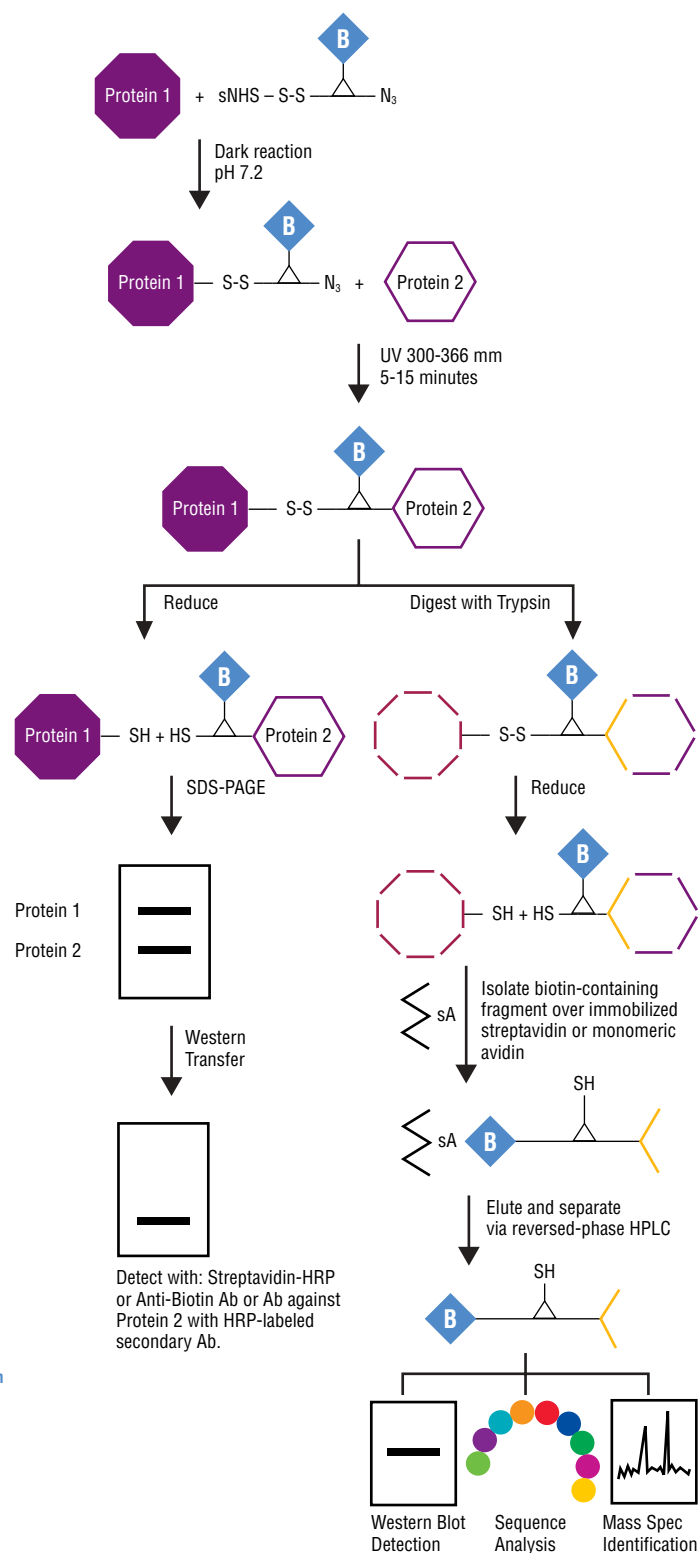 B
Protein 1 + sNHS – S-S N₃
Dark reaction
pH 7.2
B
Protein 1 S-S N₃ + Protein 2
UV 300-366 mm
5-15 minutes
B
Protein 1 S-S Protein 2
Reduce
Digest with Trypsin
B
Protein 1 SH + HS Protein 2
SDS-PAGE
Protein 1
Protein 2
Western
Transfer
Detect with: Streptavidin-HRP
or Anti-Biotin Ab or Ab against
Protein 2 with HRP-labeled
secondary Ab.
n
B
S-S
Reduce
B
SH + HS
sA
Isolate biotin-containing
fragment over immobilized
streptavidin or monomeric
avidin
SH
sA B
Elute and separate
via reversed-phase HPLC
SH
B
Western Blot
Detection
Sequence
Analysis
Mass Spec
Identification